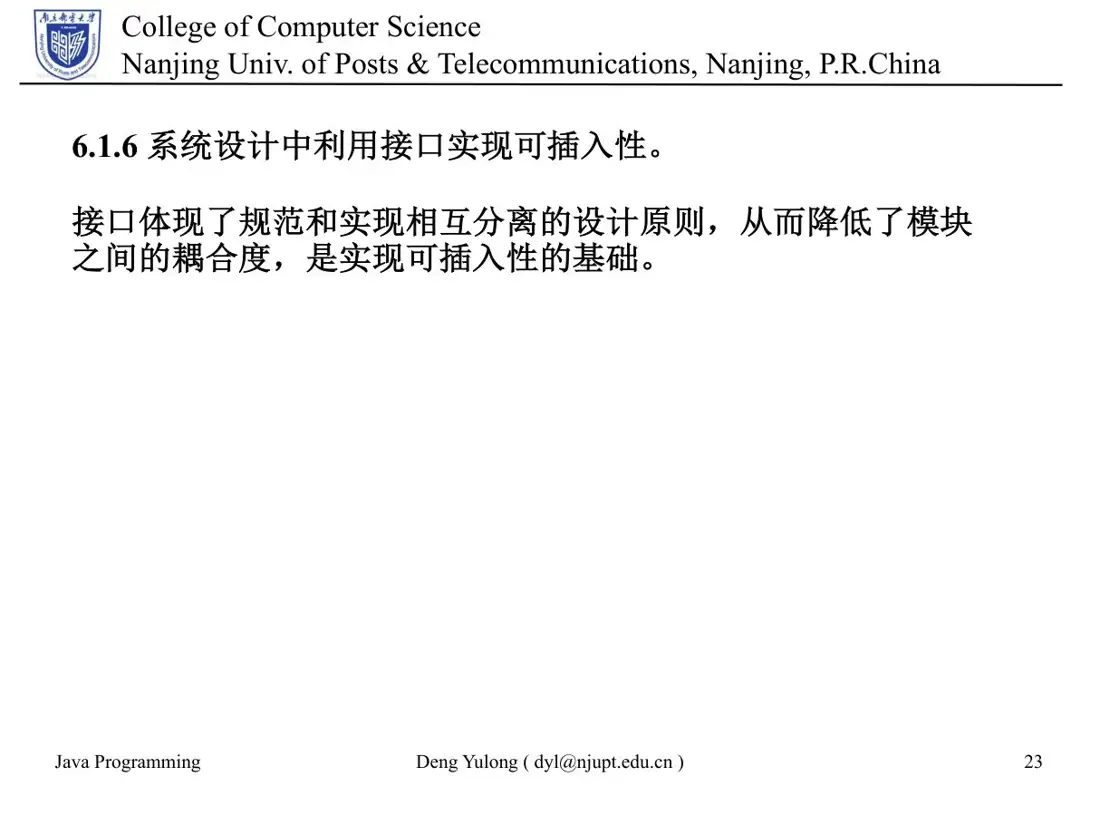 College of Computer Science
Nanjing Univ. of Posts & Telecommunications, Nanjing, P.R.China
6.1.6 系统设计中利用接口实现可插入性。
接口体现了规范和实现相互分离的设计原则，从而降低了模块
之间的耦合度，是实现可插入性的基础。
Java Programming
Deng Yulong ( dyl@njupt.edu.cn )
23